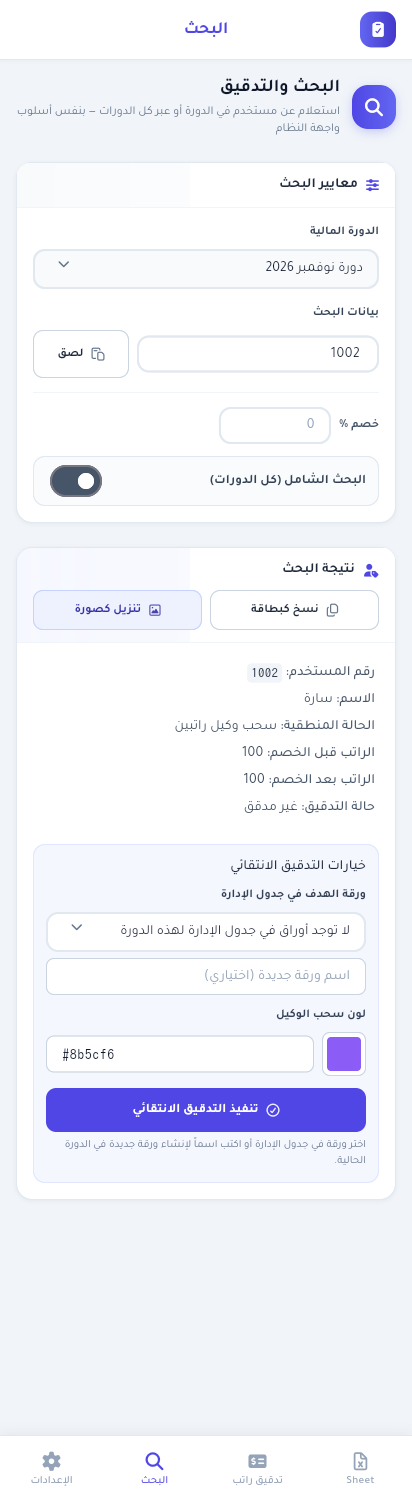 البحث
البحث والتدقيق
استعلام عن مستخدم في الدورة أو عبر كل الدورات — بنفس أسلوب
واجهة النظام
معايير البحث
الدورة المالية
دورة نوفمبر 2026
بيانات البحث
1002
لصق
خصم %
0
البحث الشامل (كل الدورات)
نتيجة البحث
نسخ كبطاقة
تنزيل كصورة
رقم المستخدم: 1002
الاسم: سارة
الحالة المنطقية: سحب وكيل راتبين
الراتب قبل الخصم: 100
الراتب بعد الخصم: 100
حالة التدقيق: غير مدقق
خيارات التدقيق الانتقائي
ورقة الهدف في جدول الإدارة
لا توجد أوراق في جدول الإدارة لهذه الدورة
اسم ورقة جديدة (اختياري)
لون سحب الوكيل
#8b5cf6
تنفيذ التدقيق الانتقائي
اختر ورقة في جدول الإدارة أو اكتب اسماً لإنشاء ورقة جديدة في الدورة
الحالية.
Sheet
تدقيق راتب
البحث
الإعدادات